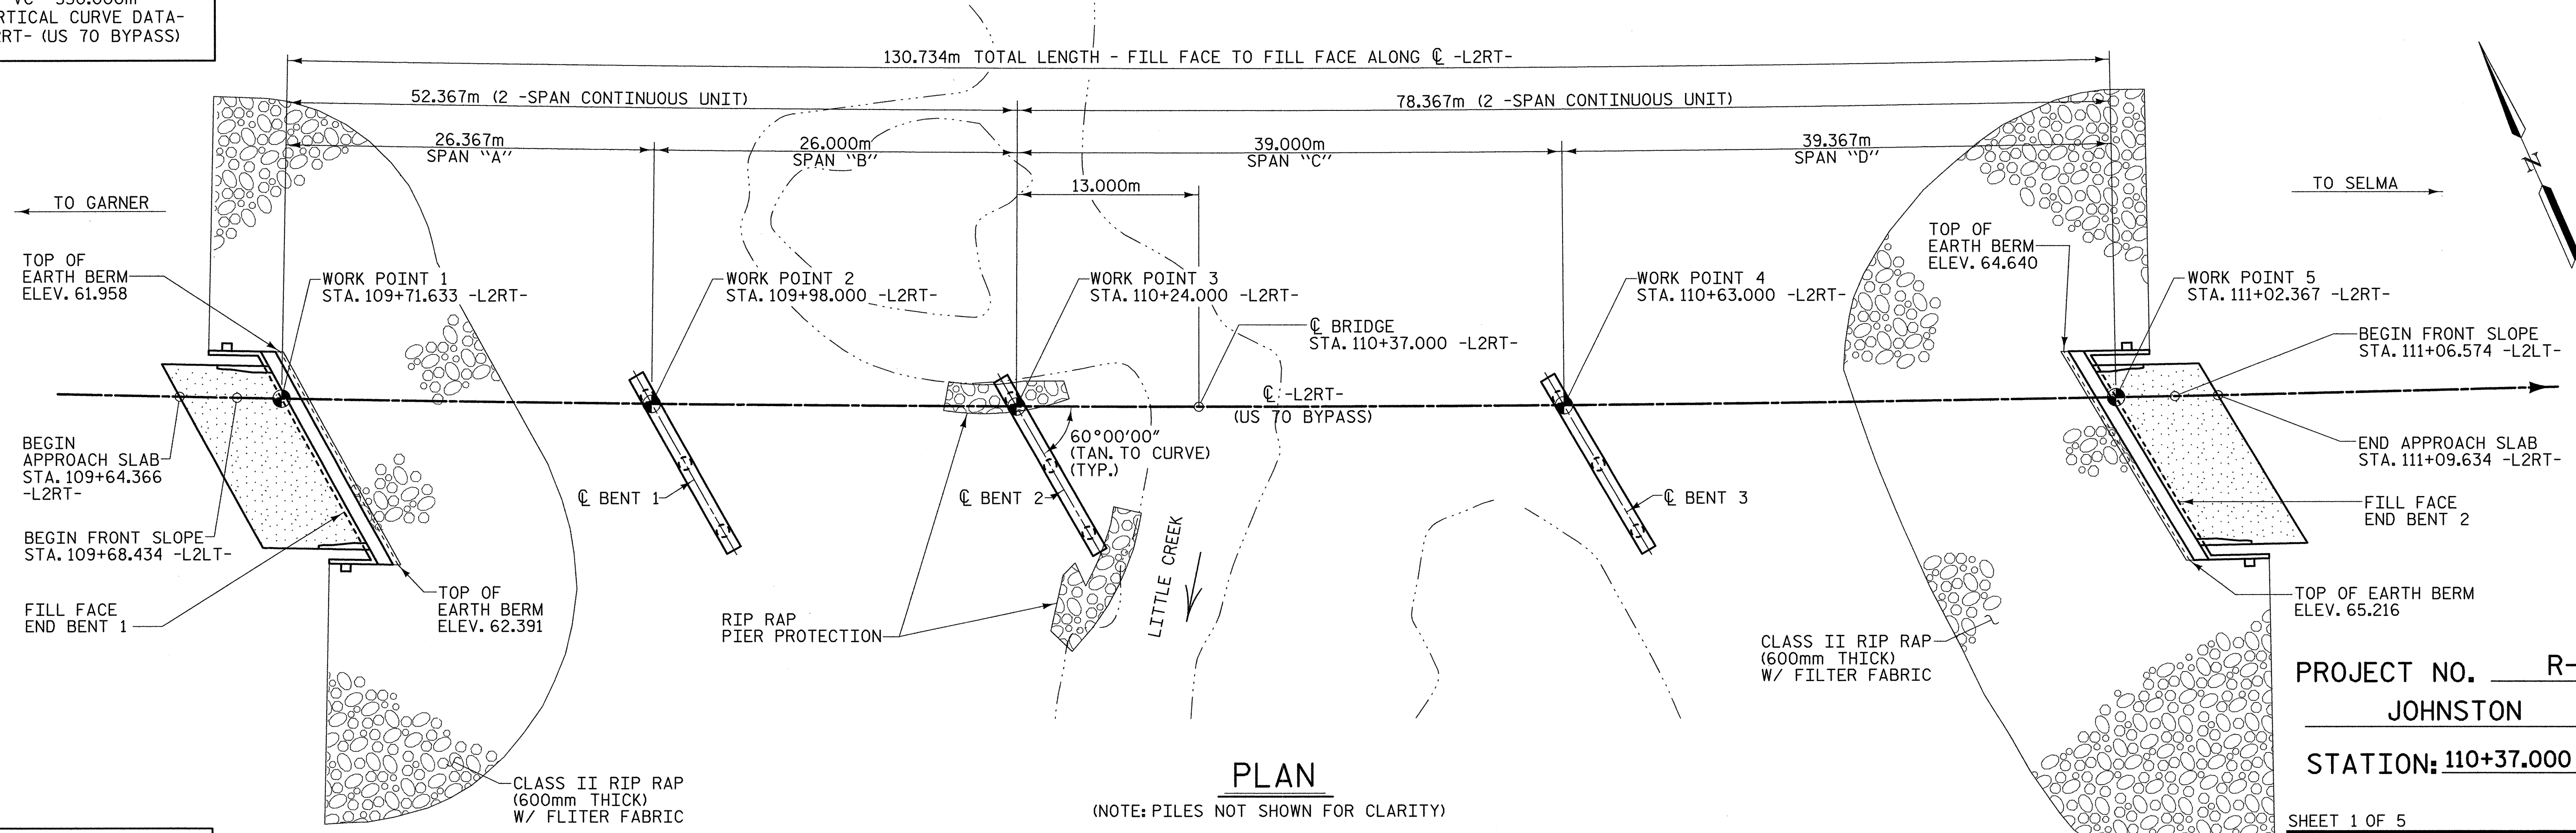 VC 330.000m
RTICAL CURVE DATA-
RT- (US 70 BYPASS)
130.734m TOTAL LENGTH - FILL FACE TO FILL FACE ALONG ℄ -L2RT-
52.367m (2 -SPAN CONTINUOUS UNIT)
78.367m (2 -SPAN CONTINUOUS UNIT)
26.367m
SPAN "A"
26.000m
SPAN "B"
39.000m
SPAN "C"
39.367m
SPAN "D"
13.000m
TO GARNER
TO SELMA
N
TOP OF
EARTH BERM
ELEV. 61.958
WORK POINT 1
STA. 109+71.633 -L2RT-
WORK POINT 2
STA. 109+98.000 -L2RT-
WORK POINT 3
STA. 110+24.000 -L2RT-
℄ BRIDGE
STA. 110+37.000 -L2RT-
WORK POINT 4
STA. 110+63.000 -L2RT-
TOP OF
EARTH BERM
ELEV. 64.640
WORK POINT 5
STA. 111+02.367 -L2RT-
BEGIN FRONT SLOPE
STA. 111+06.574 -L2LT-
℄ -L2RT-
(US 70 BYPASS)
60°00'00"
(TAN. TO CURVE)
(TYP.)
BEGIN
APPROACH SLAB
STA. 109+64.366
-L2RT-
END APPROACH SLAB
STA. 111+09.634 -L2RT-
℄ BENT 1
℄ BENT 2
℄ BENT 3
FILL FACE
END BENT 2
BEGIN FRONT SLOPE
STA. 109+68.434 -L2LT-
FILL FACE
END BENT 1
TOP OF
EARTH BERM
ELEV. 62.391
RIP RAP
PIER PROTECTION
LITTLE CREEK
TOP OF EARTH BERM
ELEV. 65.216
CLASS II RIP RAP
(600mm THICK)
W/ FILTER FABRIC
CLASS II RIP RAP
(600mm THICK)
W/ FLITER FABRIC
PLAN
(NOTE: PILES NOT SHOWN FOR CLARITY)
PROJECT NO. R-
JOHNSTON
STATION: 110+37.000
SHEET 1 OF 5